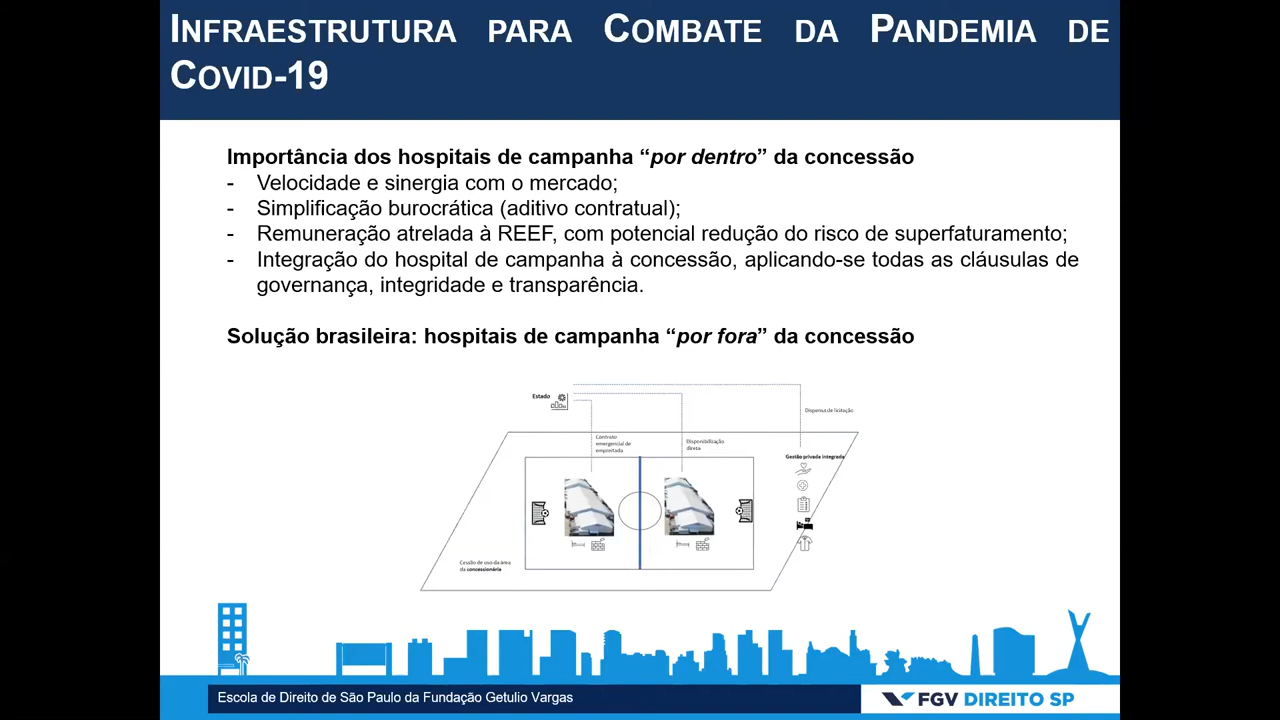 INFRAESTRUTURA PARA COMBATE DA PANDEMIA DE
COVID-19
Importância dos hospitais de campanha “por dentro” da concessão
- Velocidade e sinergia com o mercado;
- Simplificação burocrática (aditivo contratual);
- Remuneração atrelada à REEF, com potencial redução do risco de superfaturamento;
- Integração do hospital de campanha à concessão, aplicando-se todas as cláusulas de
governança, integridade e transparência.
Solução brasileira: hospitais de campanha “por fora” da concessão
Estado
Dispensa de licitação
Contrato
emergencial de
empreitada
Disponibilização
direta
Gestão privada integrada
Cessão de uso da área
da concessionária
Escola de Direito de São Paulo da Fundação Getulio Vargas
FGV DIREITO SP